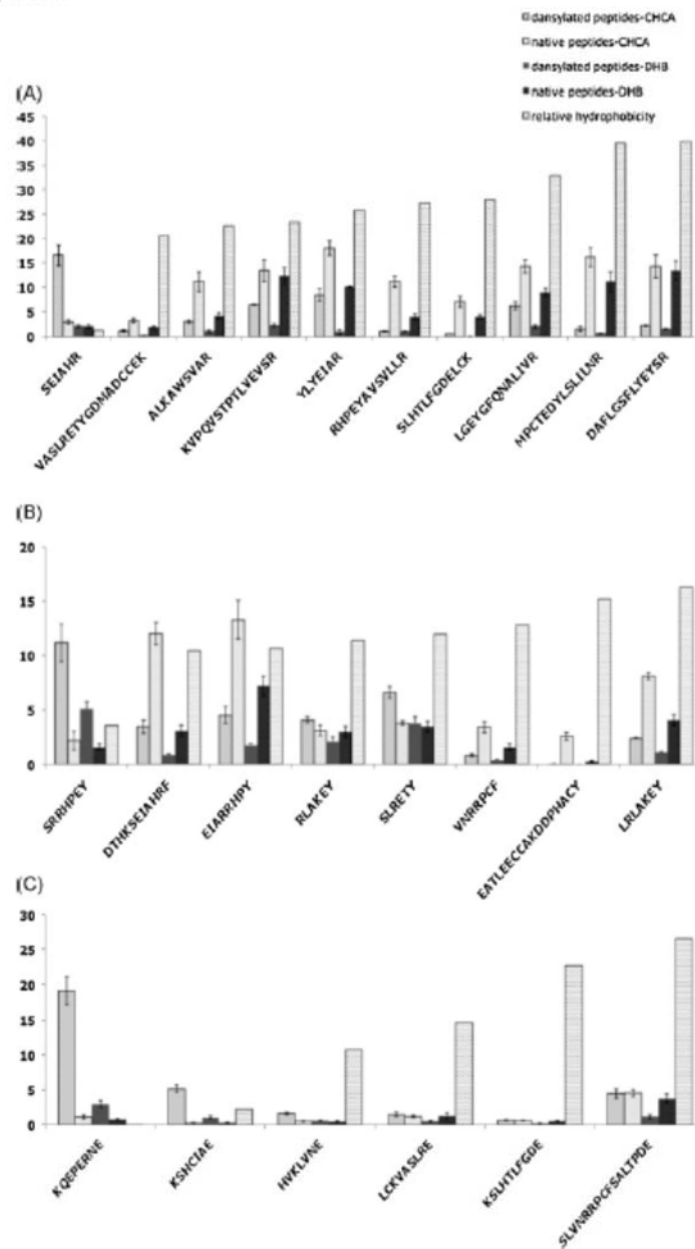 dansylated peptides-CHCA
native peptides-CHCA
dansylated peptides-DHB
native peptides-DHB
relative hydrophobicity
(A)
45
40
35
30
25
20
15
10
5
0
SEIAHR
VASLRETYGDMADCCEK
ALKAWSVAR
KVPQVSTPTLVEVSR
YLYEIAR
RHPEYAVSVLLR
SLHTLFGDELCK
LGEYGFQNALIVR
MPCTEDYLSLILNR
DAFLGSFLYEYSR
(B)
20
15
10
5
0
SRRHPEY
DTHKSEIAHRF
EIARRHPY
RLAKEY
SLRETY
VNRRPCF
EATLEECCAKDDPHACY
LRLAKEY
(C)
30
25
20
15
10
5
0
KQEPERNE
KSHCIAE
HVKLVNE
LCKVASLRE
KSLHTLFGDE
SLVNRRPCFSALTPDE